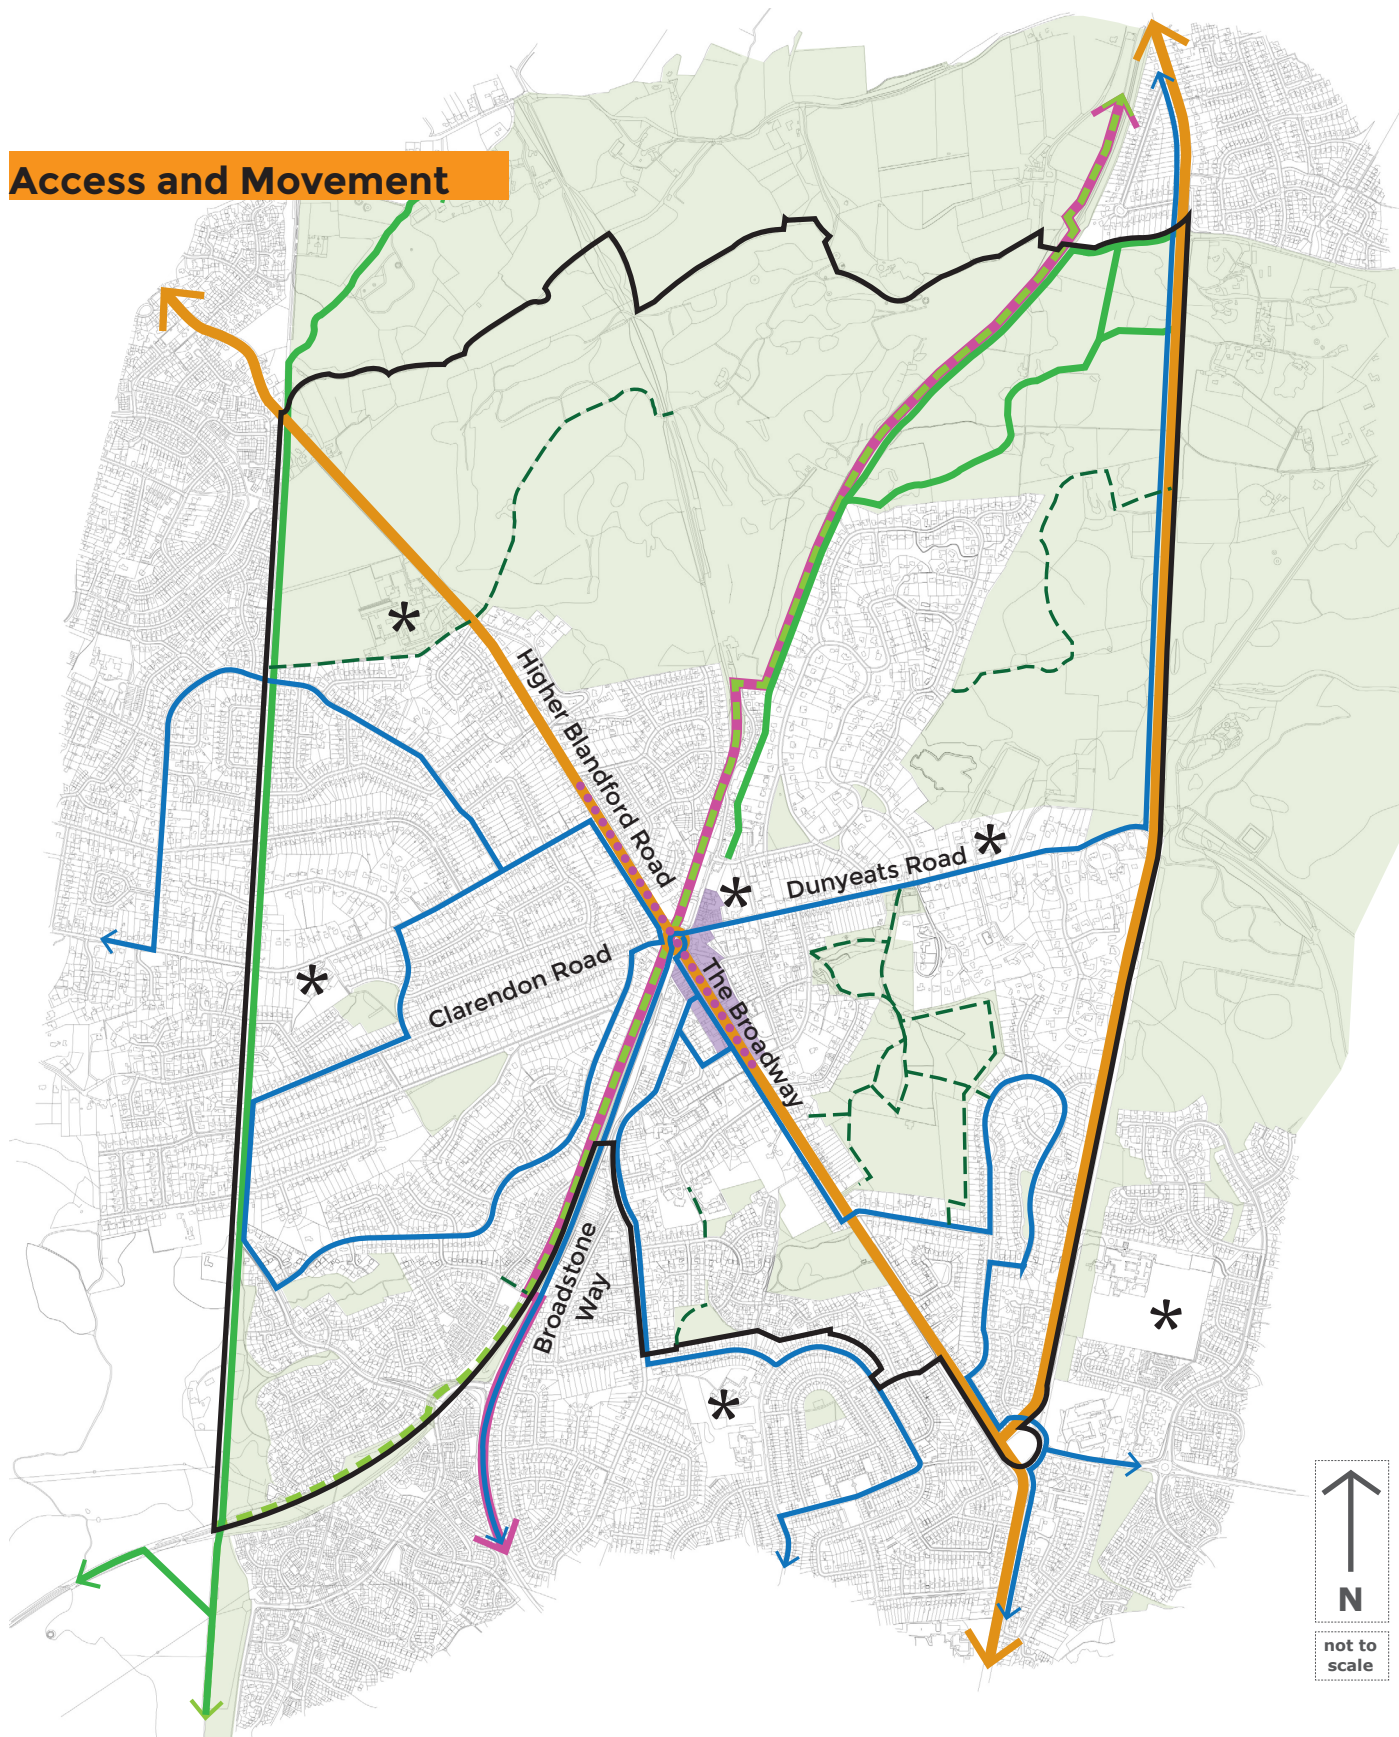 Access and Movement
Higher Blandford Road
*
Dunyeats Road
*
*
Clarendon Road
*
The Broadway
Broadstone
Way
*
*
N
not to
scale